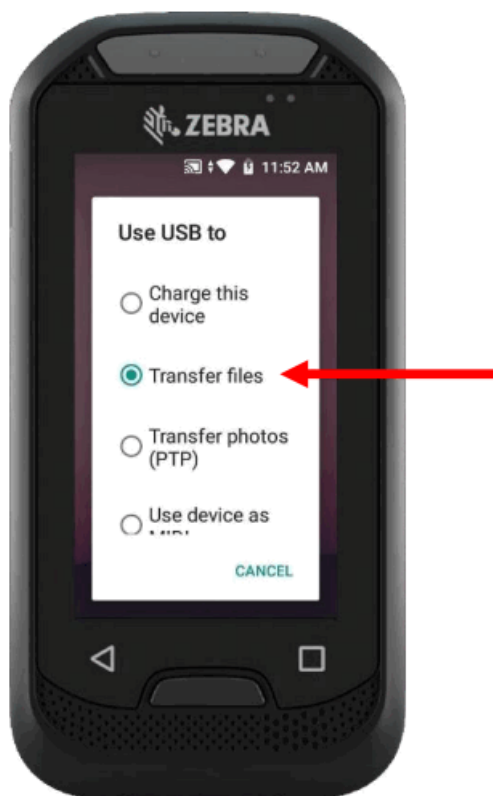 ZEBRA
11:52 AM
Use USB to
Charge this
device
Transfer files
Transfer photos
(PTP)
Use device as
CANCEL